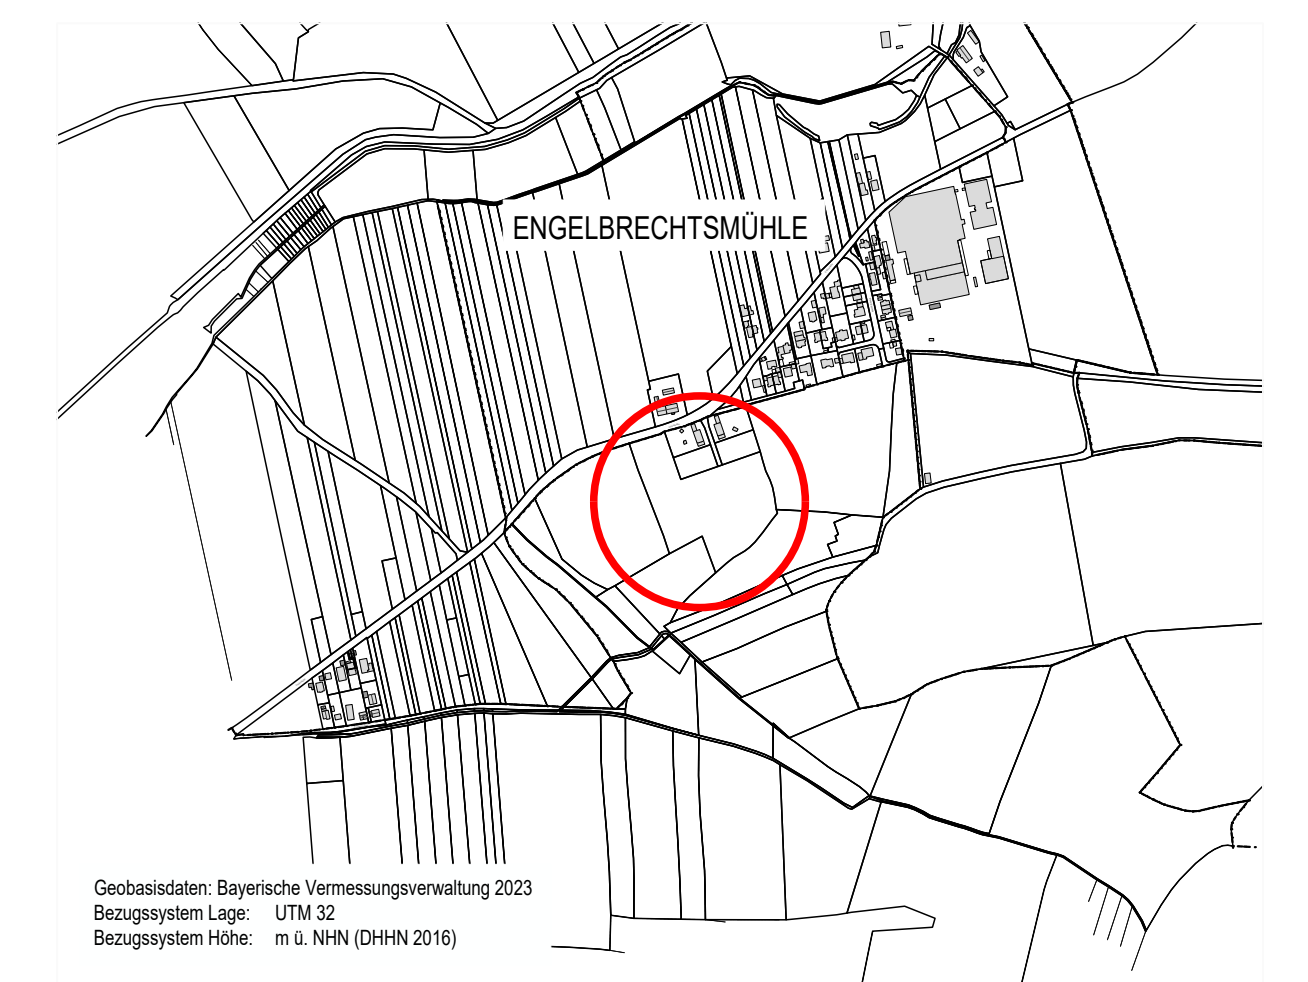 ENGELBRECHTSMÜHLE
Geobasisdaten: Bayerische Vermessungsverwaltung 2023
Bezugssystem Lage: UTM 32
Bezugssystem Höhe: m ü. NHN (DHHN 2016)